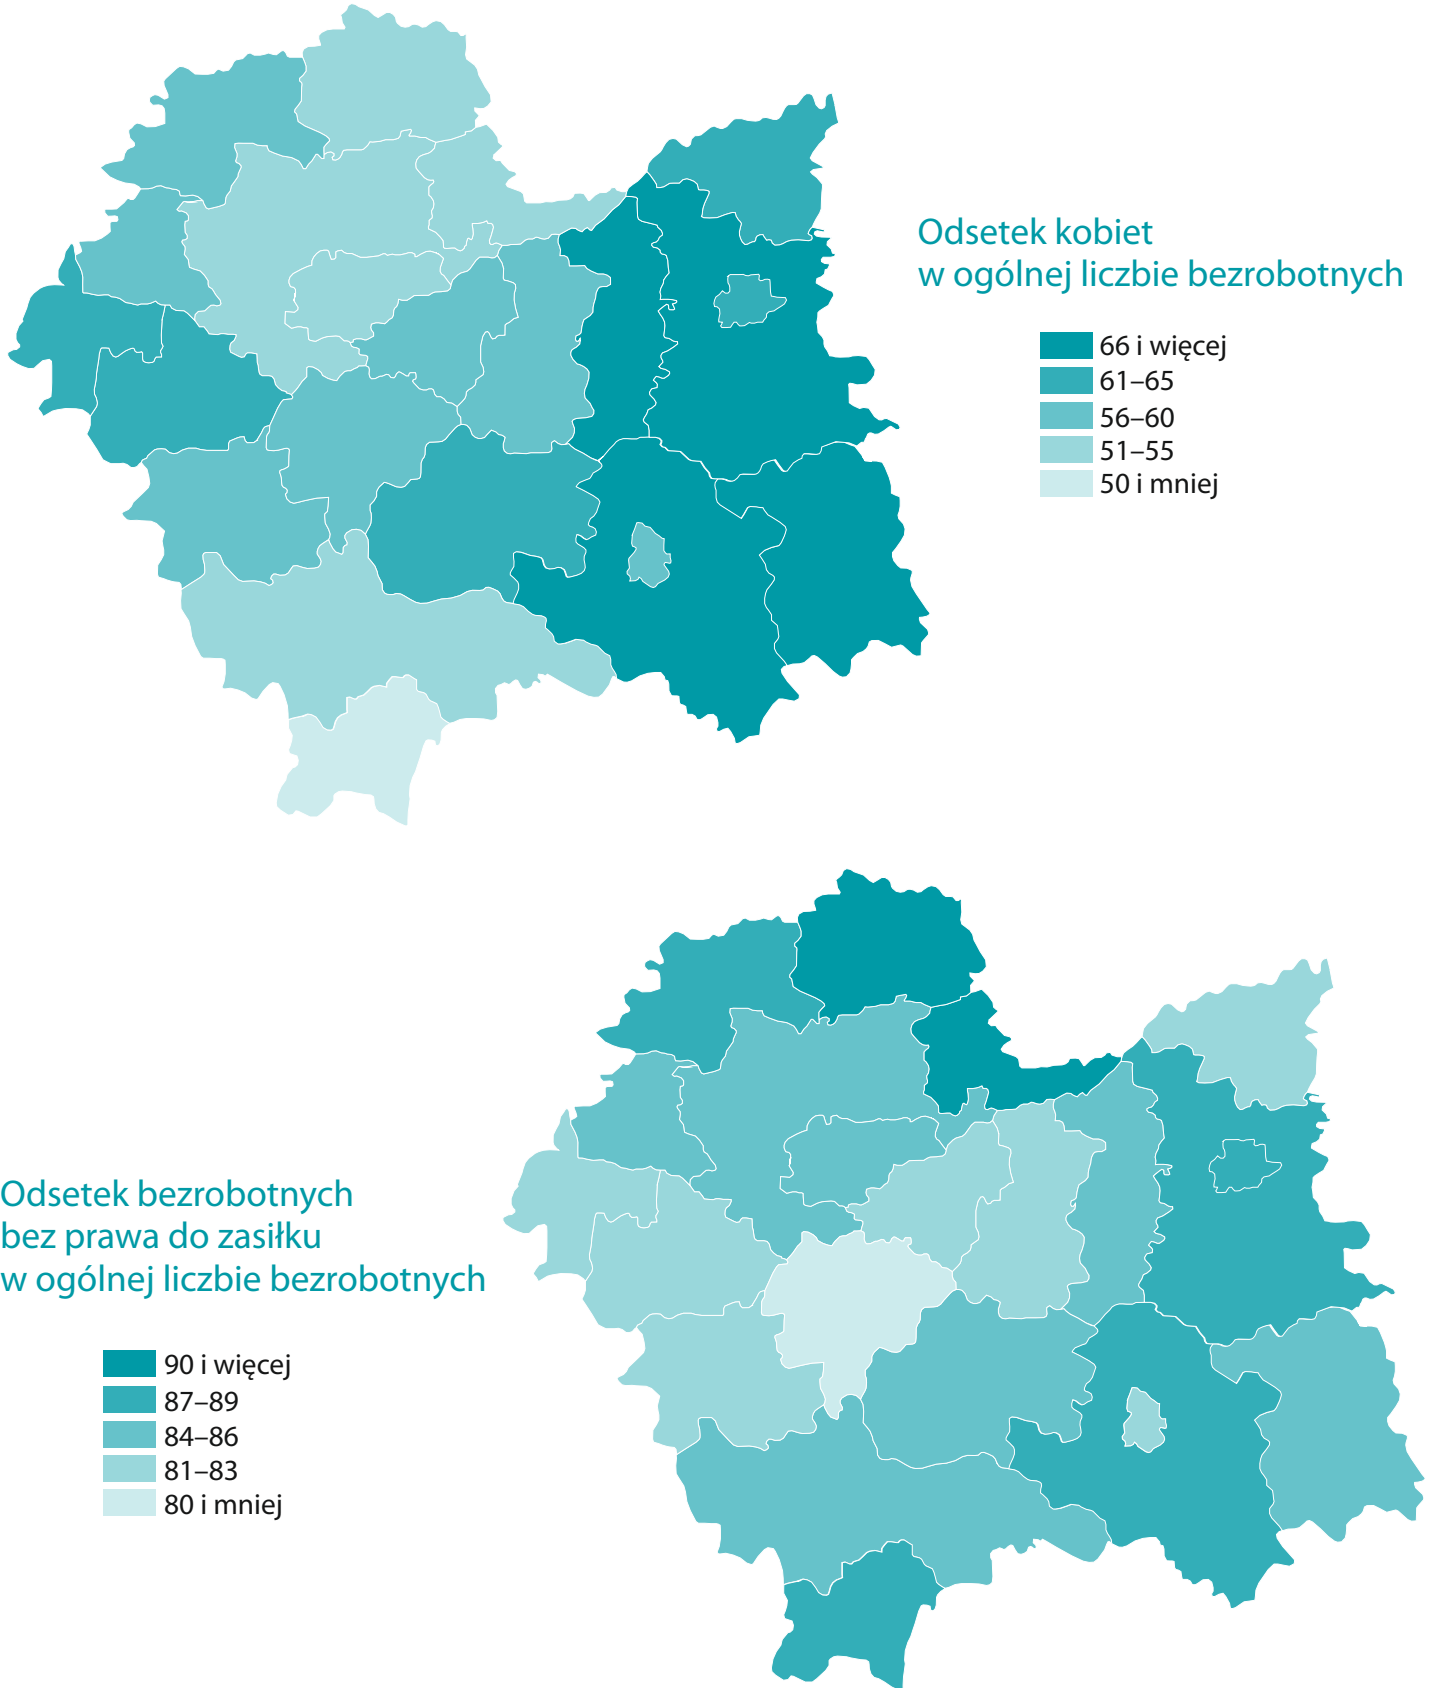 Odsetek kobiet
w ogólnej liczbie bezrobotnych
66 i więcej
61–65
56–60
51–55
50 i mniej
Odsetek bezrobotnych
bez prawa do zasiłku
w ogólnej liczbie bezrobotnych
90 i więcej
87–89
84–86
81–83
80 i mniej